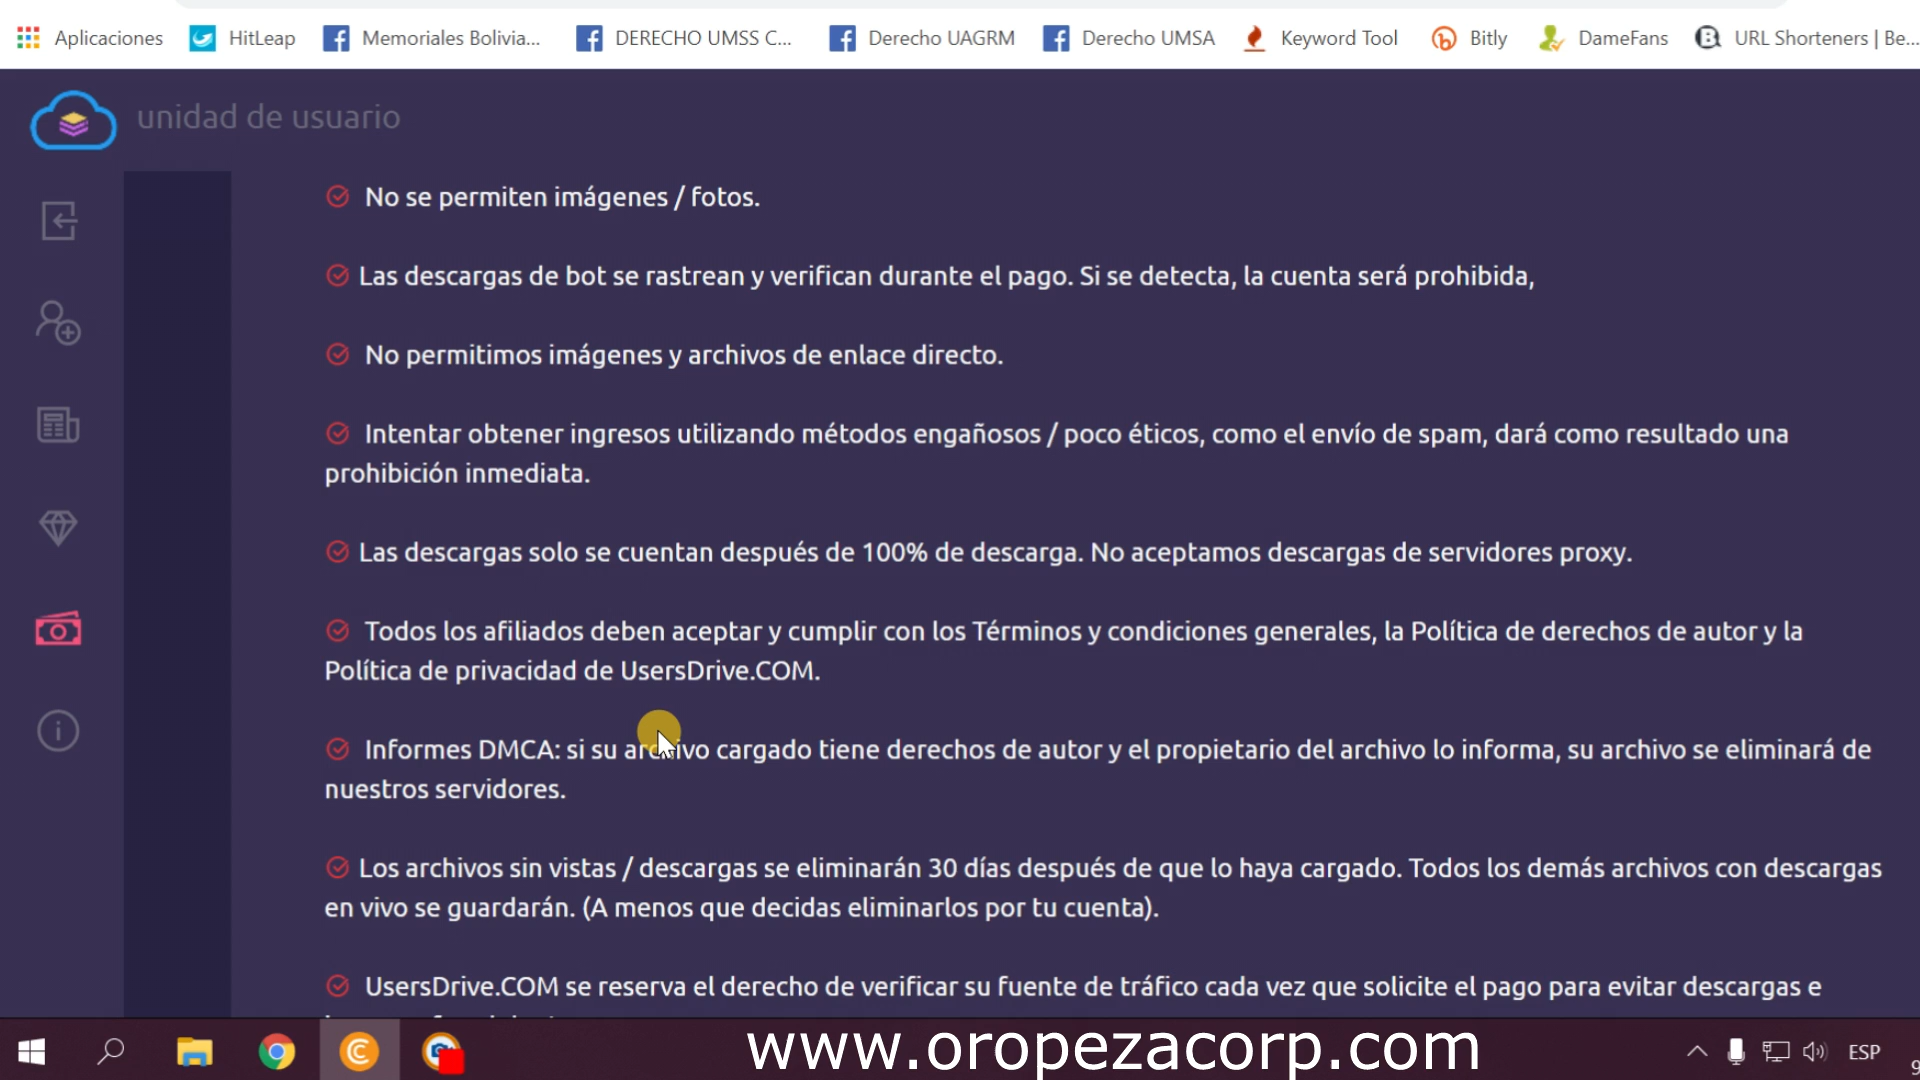 Aplicaciones HitLeap Memoriales Bolivia... DERECHO UMSS C... Derecho UAGRM Derecho UMSA Keyword Tool Bitly DameFans URL Shorteners | Be...
unidad de usuario
No se permiten imágenes / fotos.
Las descargas de bot se rastrean y verifican durante el pago. Si se detecta, la cuenta será prohibida,
No permitimos imágenes y archivos de enlace directo.
Intentar obtener ingresos utilizando métodos engañosos / poco éticos, como el envío de spam, dará como resultado una
prohibición inmediata.
Las descargas solo se cuentan después de 100% de descarga. No aceptamos descargas de servidores proxy.
Todos los afiliados deben aceptar y cumplir con los Términos y condiciones generales, la Política de derechos de autor y la
Política de privacidad de UsersDrive.COM.
Informes DMCA: si su archivo cargado tiene derechos de autor y el propietario del archivo lo informa, su archivo se eliminará de
nuestros servidores.
Los archivos sin vistas / descargas se eliminarán 30 días después de que lo haya cargado. Todos los demás archivos con descargas
en vivo se guardarán. (A menos que decidas eliminarlos por tu cuenta).
UsersDrive.COM se reserva el derecho de verificar su fuente de tráfico cada vez que solicite el pago para evitar descargas e
www.oropezacorp.com
ESP